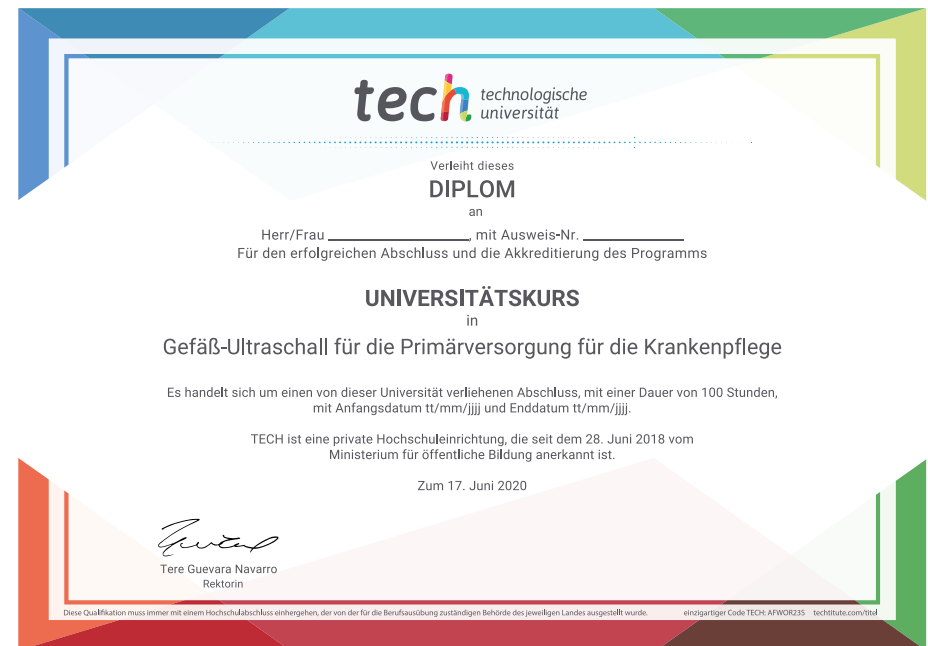 tech technologische
universität
Verleiht dieses
DIPLOM
an
Herr/Frau ____________________, mit Ausweis-Nr. ______________
Für den erfolgreichen Abschluss und die Akkreditierung des Programms
UNIVERSITÄTSKURS
in
Gefäß-Ultraschall für die Primärversorgung für die Krankenpflege
Es handelt sich um einen von dieser Universität verliehenen Abschluss, mit einer Dauer von 100 Stunden,
mit Anfangsdatum tt/mm/jjjj und Enddatum tt/mm/jjjj.
TECH ist eine private Hochschuleinrichtung, die seit dem 28. Juni 2018 vom
Ministerium für öffentliche Bildung anerkannt ist.
Zum 17. Juni 2020
Tere Guevara Navarro
Rektorin
Diese Qualifikation muss immer mit einem Hochschulabschluss einhergehen, der von der für die Berufsausübung zuständigen Behörde des jeweiligen Landes ausgestellt wurde. einzigartiger Code TECH: AFWOR23S techtitute.com/titel